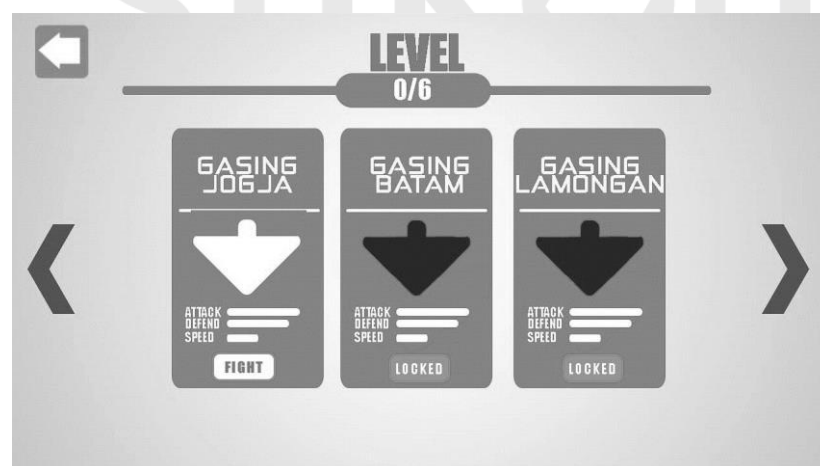 LEVEL
0/6
GASING
JOGJA
ATTACK
DEFEND
SPEED
FIGHT
GASING
BATAM
ATTACK
DEFEND
SPEED
LOCKED
GASING
LAMONGAN
ATTACK
DEFEND
SPEED
LOCKED